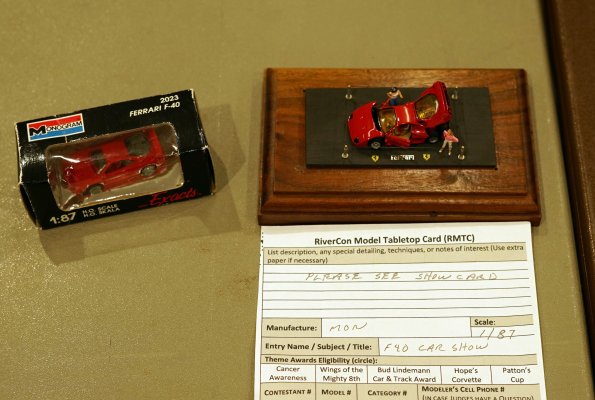 2023
FERRARI F-40
MONOGRAM
Exacts
1:87 H.O. SCALE
H.O. SKALA
Ferrari
RiverCon Model Tabletop Card (RMTC)
List description, any special detailing, techniques, or notes of interest (Use extra
paper if necessary)
PLEASE SEE SHOW CARD
Manufacture: MON Scale: 1/87
Entry Name / Subject / Title: F40 CAR SHOW
Theme Awards Eligibility (circle):
Cancer Awareness Wings of the Mighty 8th Bud Lindemann Car & Track Award Hope's Corvette Patton's Cup
CONTESTANT # MODEL # CATEGORY # MODELER'S CELL PHONE #
(IN CASE JUDGES HAVE A QUESTION)